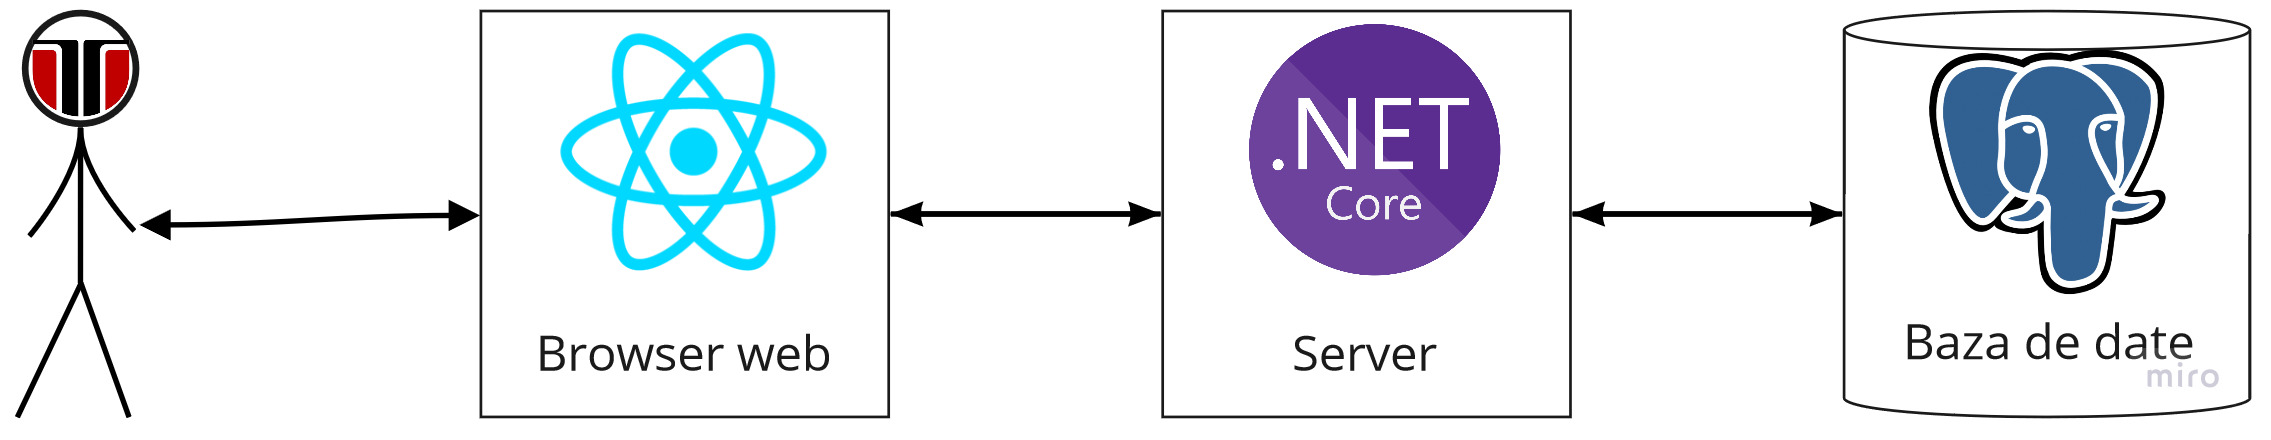 .NET
Core
Browser web
Server
Baza de date
miro